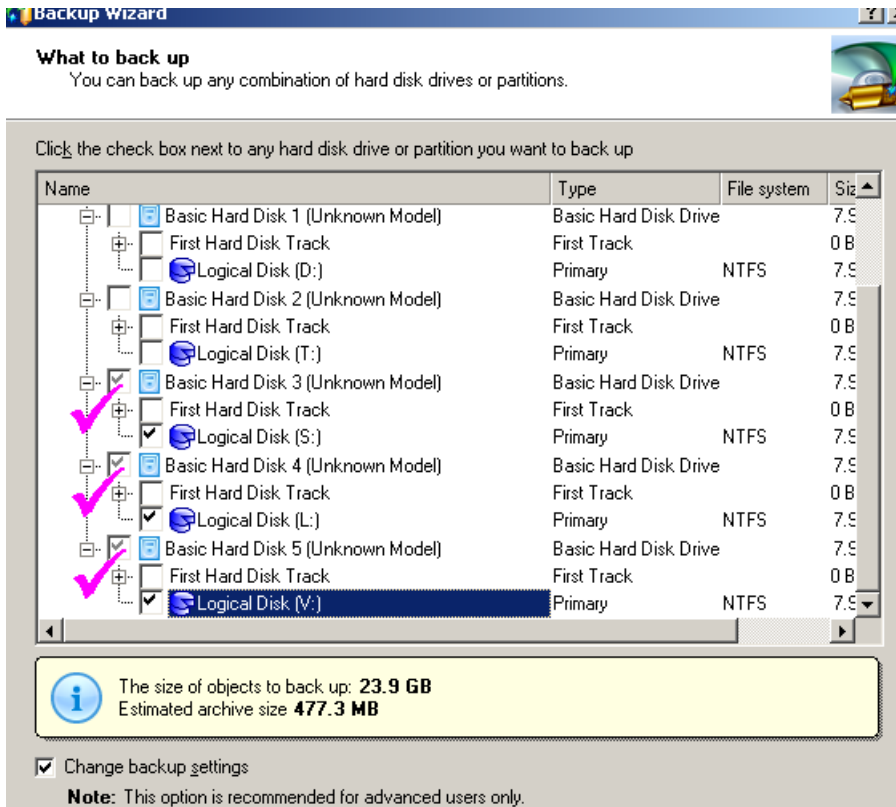 Backup Wizard
What to back up
You can back up any combination of hard disk drives or partitions.
Click the check box next to any hard disk drive or partition you want to back up
Name Type File system
Basic Hard Disk 1 (Unknown Model) Basic Hard Disk Drive
First Hard Disk Track First Track 0 B
Logical Disk (D:) Primary NTFS
Basic Hard Disk 2 (Unknown Model) Basic Hard Disk Drive
First Hard Disk Track First Track 0 B
Logical Disk (T:) Primary NTFS
Basic Hard Disk 3 (Unknown Model) Basic Hard Disk Drive
First Hard Disk Track First Track 0 B
Logical Disk (S:) Primary NTFS
Basic Hard Disk 4 (Unknown Model) Basic Hard Disk Drive
First Hard Disk Track First Track 0 B
Logical Disk (L:) Primary NTFS
Basic Hard Disk 5 (Unknown Model) Basic Hard Disk Drive
First Hard Disk Track First Track 0 B
Logical Disk (V:) Primary NTFS
The size of objects to back up: 23.9 GB
Estimated archive size 477.3 MB
Change backup settings
Note: This option is recommended for advanced users only.